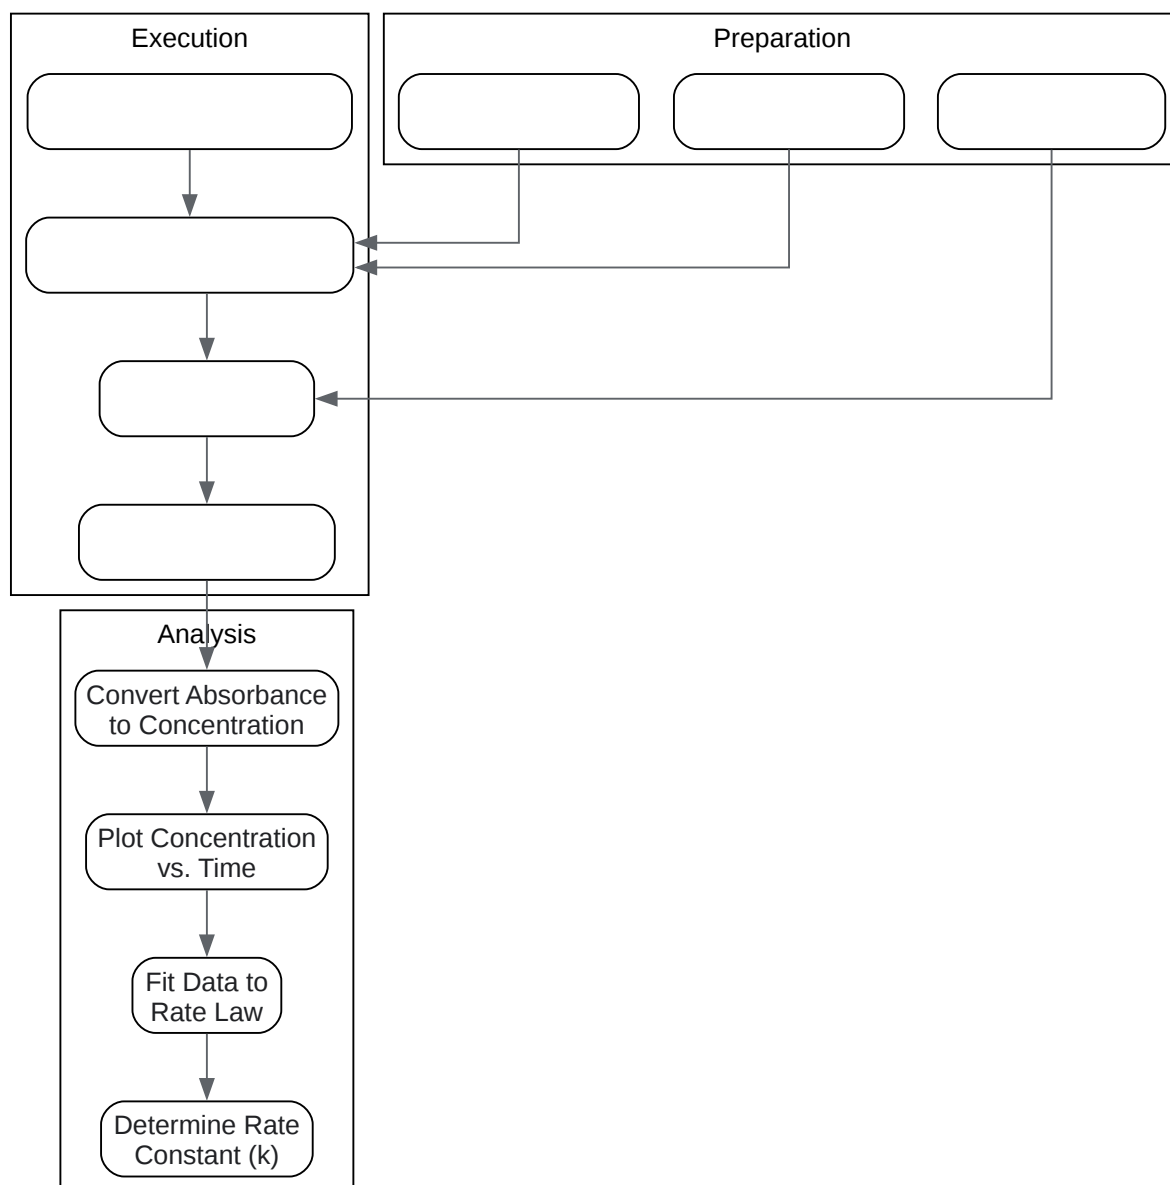 Execution
Preparation
Analysis
Convert Absorbance
to Concentration
Plot Concentration
vs. Time
Fit Data to
Rate Law
Determine Rate
Constant (k)